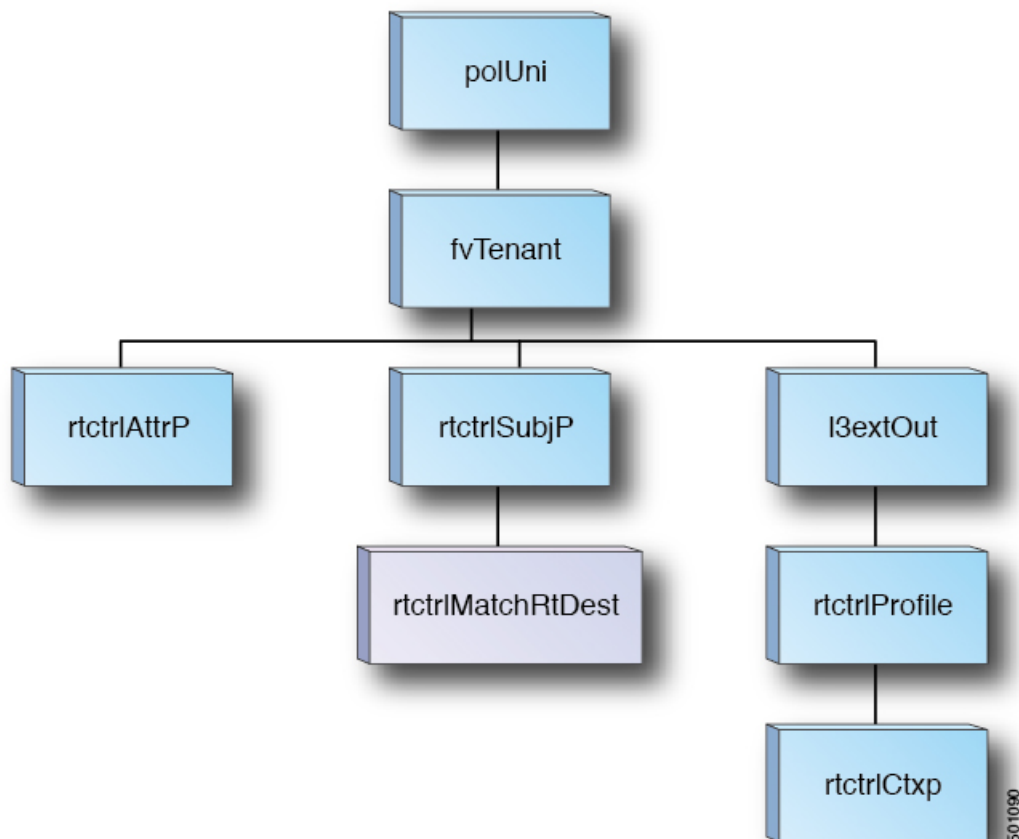 polUni
fvTenant
rtctrlAttrP
rtctrlSubjP
l3extOut
rtctrlMatchRtDest
rtctrlProfile
rtctrlCtxp
501090